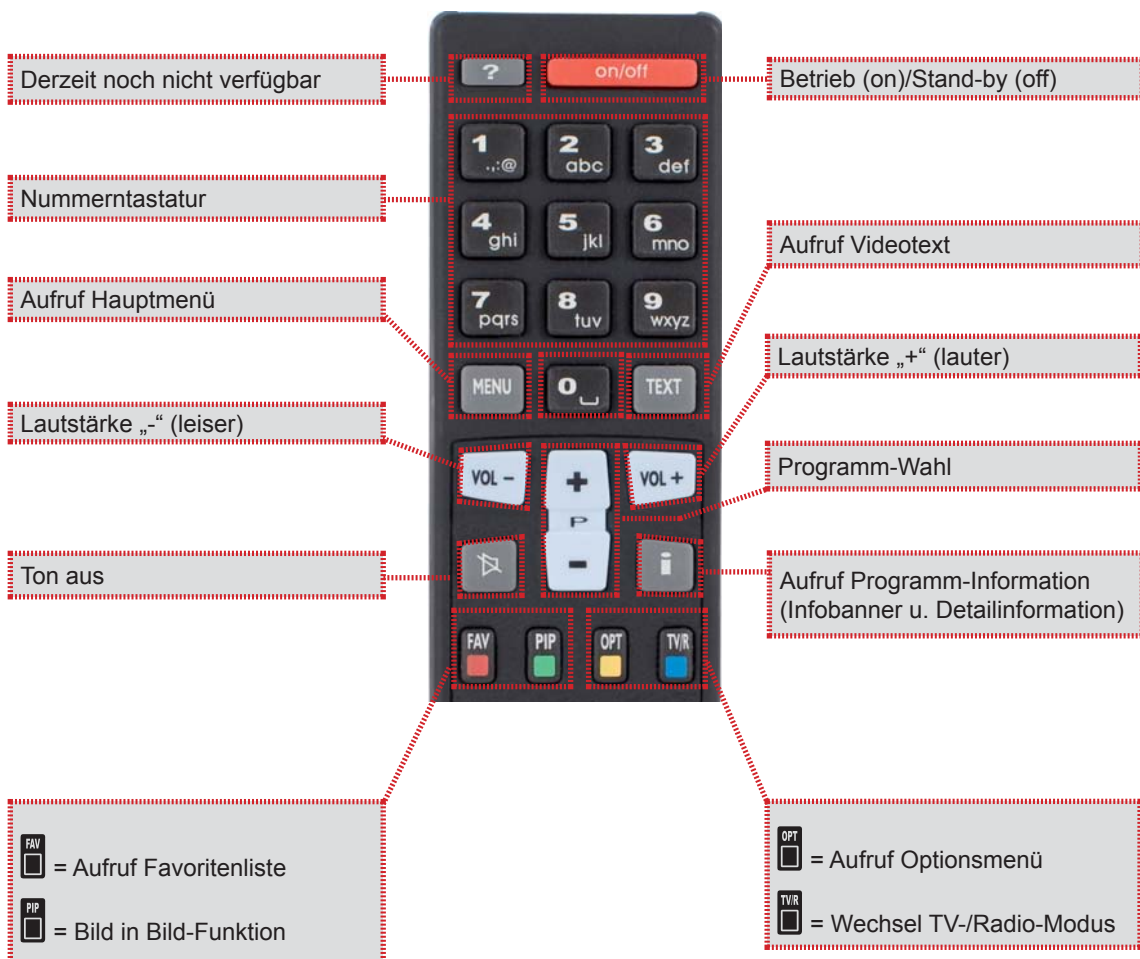 Derzeit noch nicht verfügbar
?
on/off
Betrieb (on)/Stand-by (off)
1
2
3
.,:@
abc
def
Nummerntastatur
4
5
6
ghi
jkl
mno
Aufruf Videotext
Aufruf Hauptmenü
7
8
9
pqrs
tuv
wxyz
Lautstärke „+“ (lauter)
MENU
0
TEXT
Lautstärke „-“ (leiser)
VOL -
+
VOL +
Programm-Wahl
P
-
Ton aus
i
Aufruf Programm-Information
(Infobanner u. Detailinformation)
FAV
PIP
OPT
TV/R
FAV
= Aufruf Favoritenliste
PIP
= Bild in Bild-Funktion
OPT
= Aufruf Optionsmenü
TV/R
= Wechsel TV-/Radio-Modus